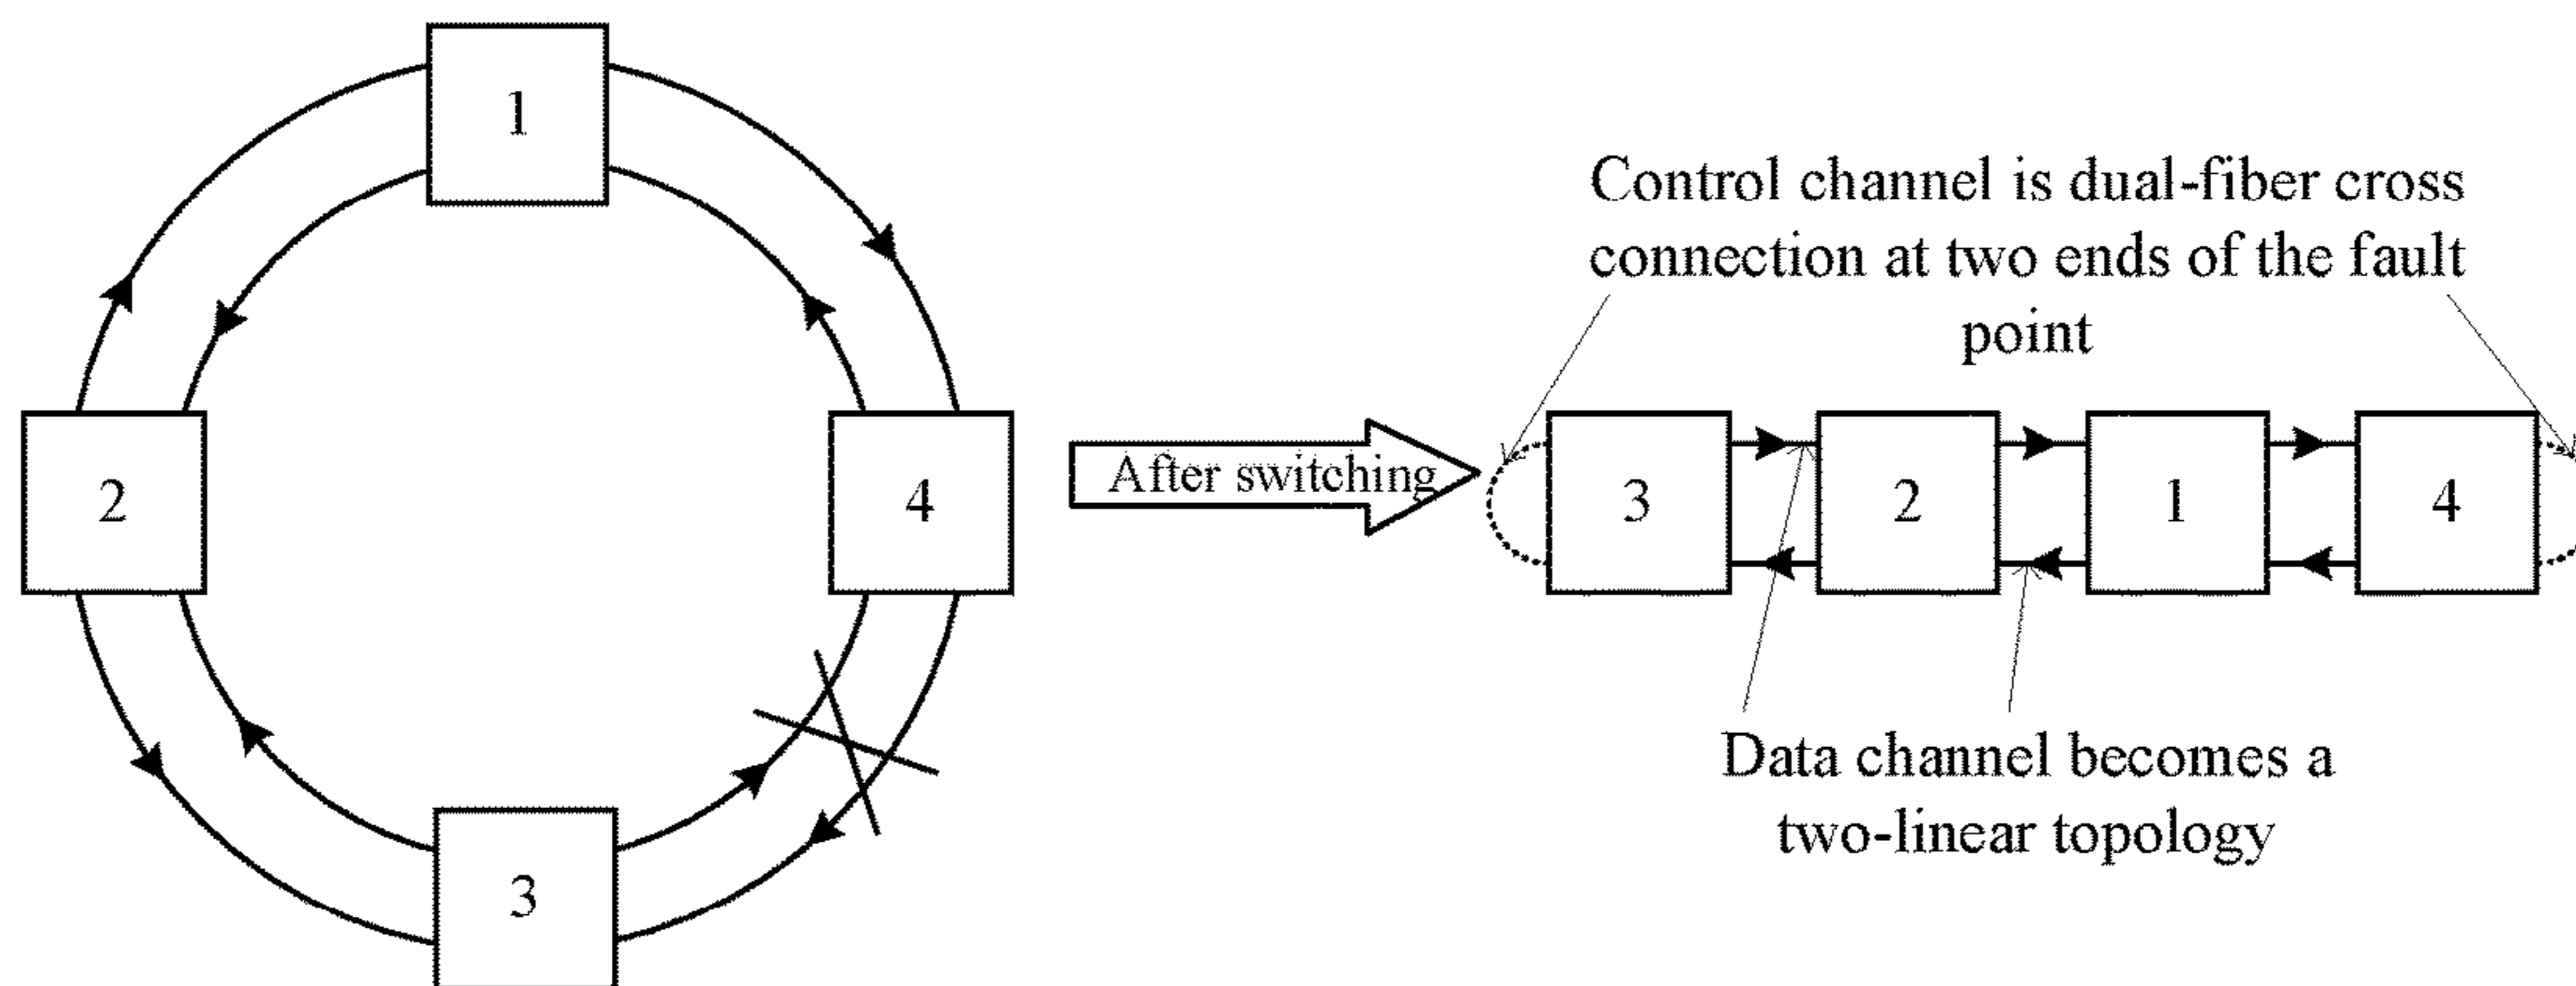 1
2
4
3
After switching
Control channel is dual-fiber cross
connection at two ends of the fault
point
3
2
1
4
Data channel becomes a
two-linear topology